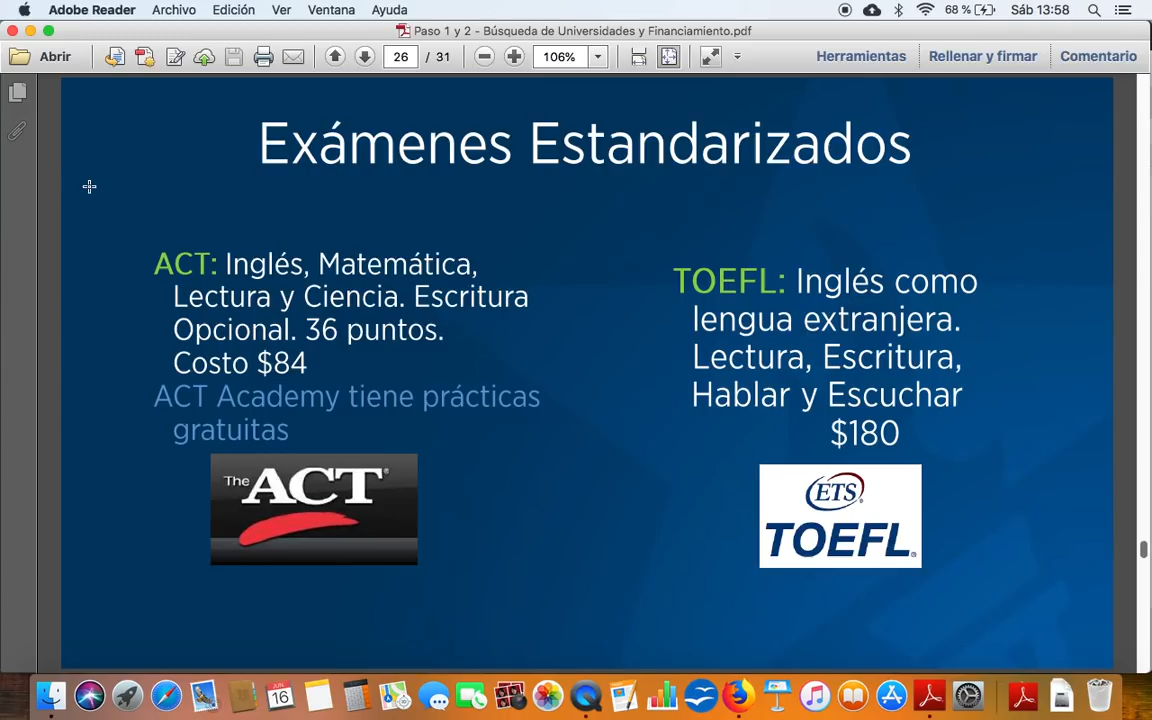 Adobe Reader Archivo Edición Ver Ventana Ayuda 68 % Sáb 13:58
Paso 1 y 2 - Búsqueda de Universidades y Financiamiento.pdf
Abrir 26 / 31 106% Herramientas Rellenar y firmar Comentario
Exámenes Estandarizados
ACT: Inglés, Matemática,
Lectura y Ciencia. Escritura
Opcional. 36 puntos.
Costo $84
ACT Academy tiene prácticas
gratuitas
The ACT®
TOEFL: Inglés como
lengua extranjera.
Lectura, Escritura,
Hablar y Escuchar
$180
ETS®
TOEFL®
JUN
16